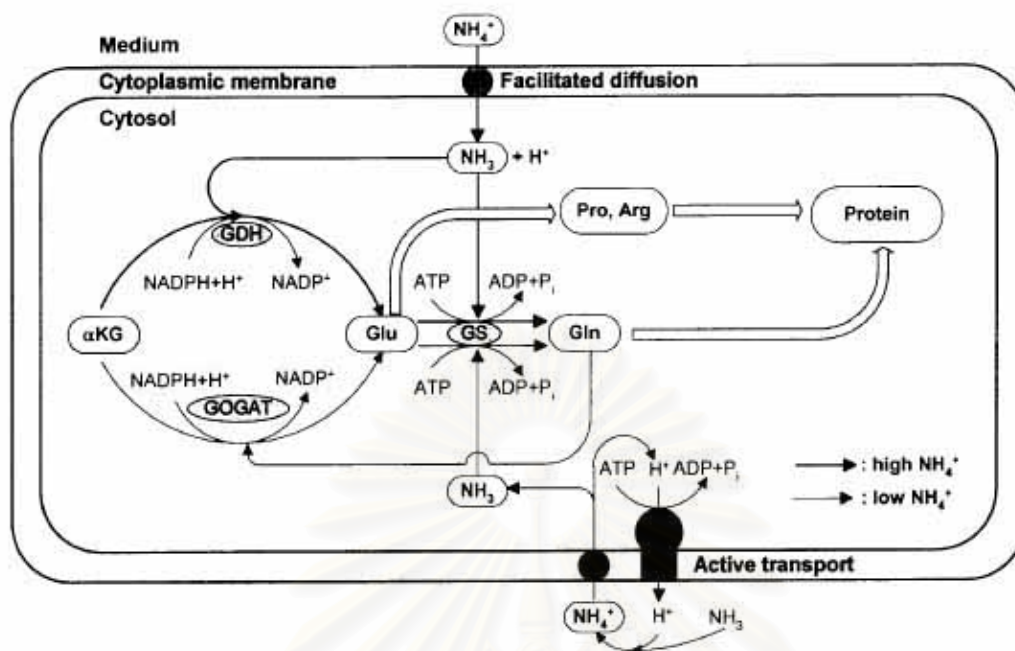 NH₄⁺
Medium
Cytoplasmic membrane
Facilitated diffusion
Cytosol
NH₃ + H⁺
Pro, Arg
Protein
GDH
NADPH+H⁺
NADP⁺
ATP
ADP+Pᵢ
αKG
Glu
GS
Gln
NADPH+H⁺
NADP⁺
ATP
ADP+Pᵢ
GOGAT
NH₃
ATP H⁺ ADP+Pᵢ
: high NH₄⁺
: low NH₄⁺
Active transport
NH₄⁺
H⁺
NH₃